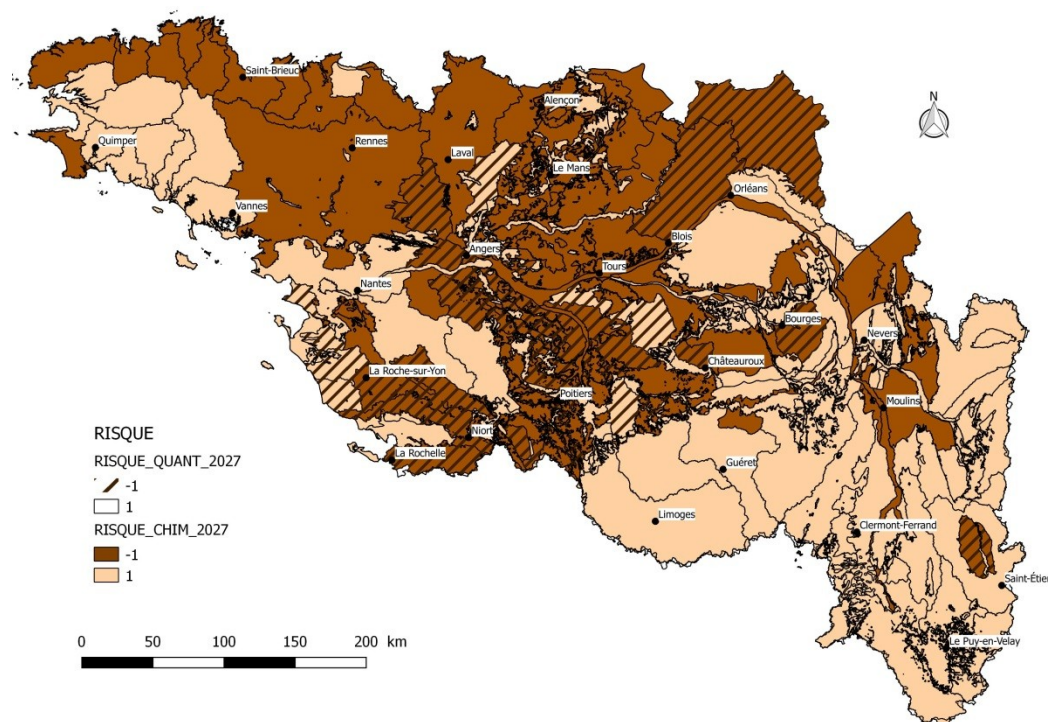 N
Saint-Brieuc
Alençon
Quimper
Rennes
Laval
Le Mans
Orléans
Vannes
Blois
Angers
Tours
Nantes
Bourges
Nevers
Châteauroux
La Roche-sur-Yon
Poitiers
Moulins
Niort
La Rochelle
Guéret
Limoges
Clermont-Ferrand
Saint-Étier
Le Puy-en-Velay
RISQUE
RISQUE_QUANT_2027
-1
1
RISQUE_CHIM_2027
-1
1
0 50 100 150 200 km